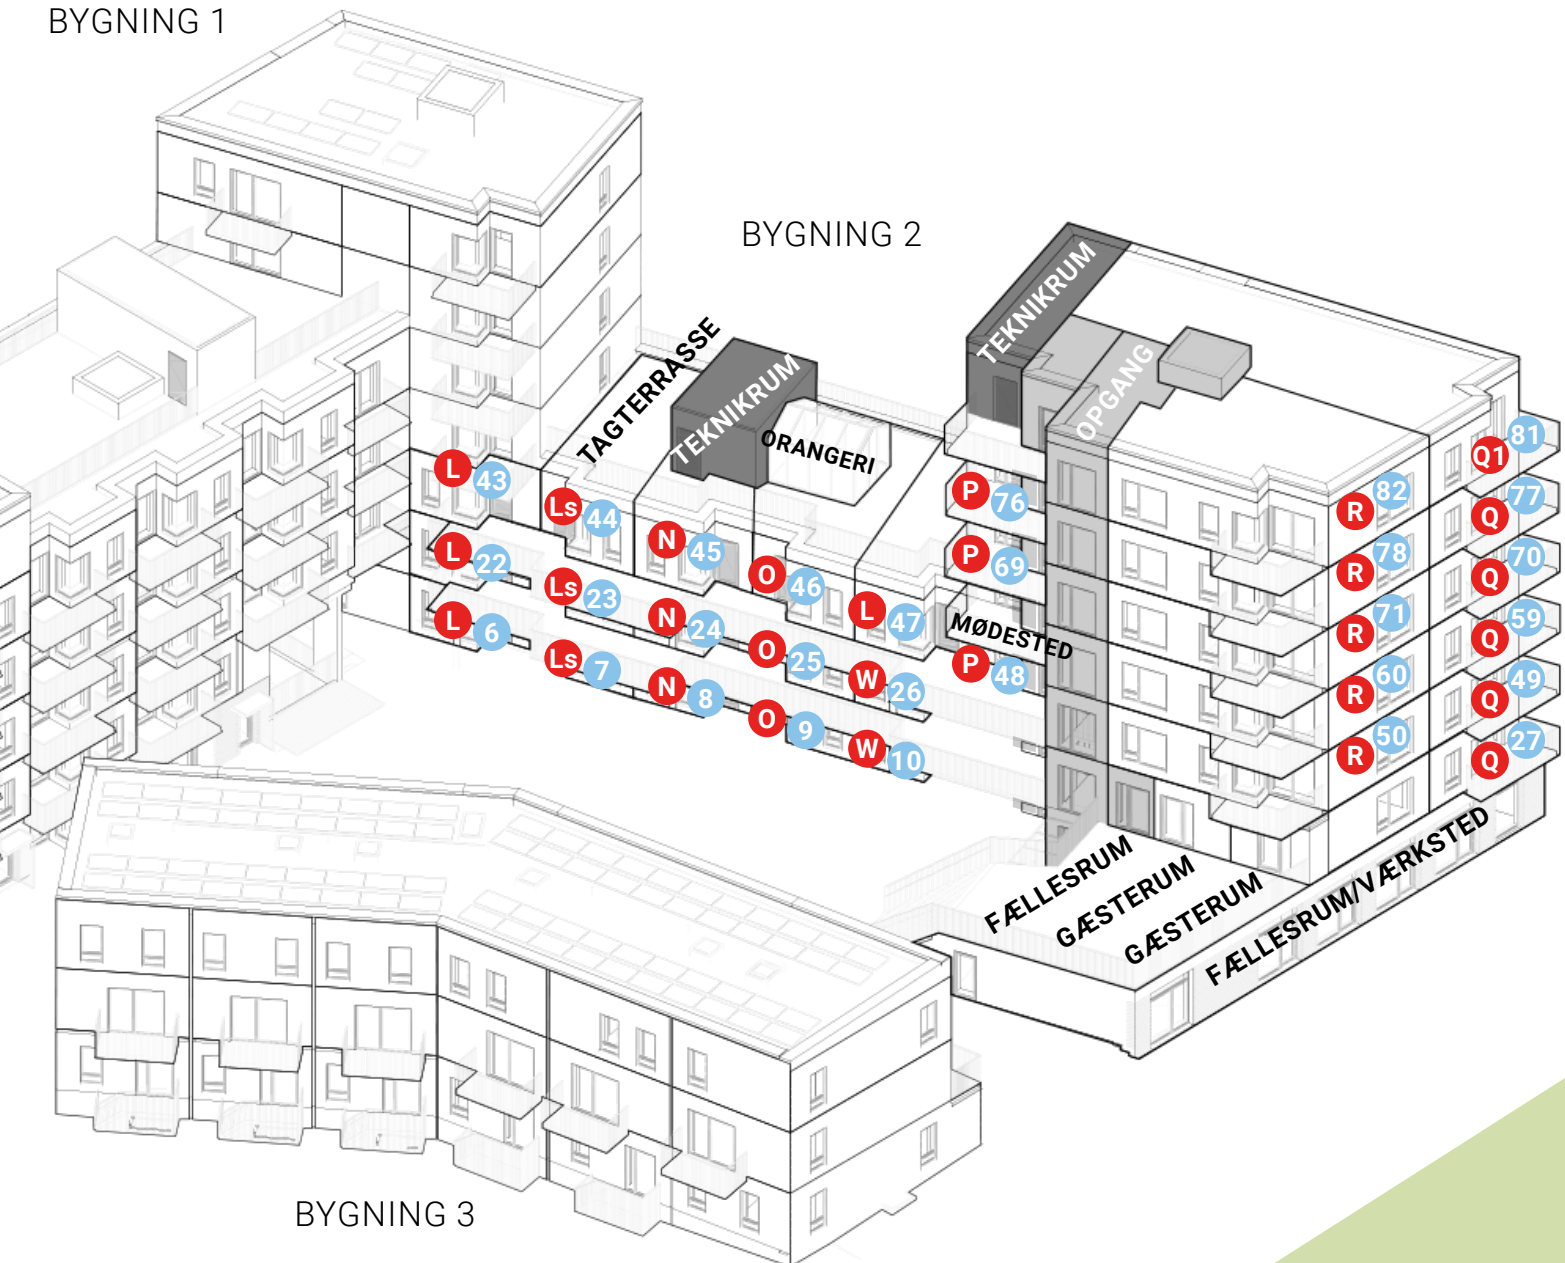 BYGNING 1
BYGNING 2
TEKNIKRUM
OPGANG
TAGTERRASSE
TEKNIKRUM
ORANGERI
L 43
Ls 44
N 45
O 46
L 47
L 22
Ls 23
N 24
O 25
W 26
L 6
Ls 7
N 8
O 9
W 10
P 76
P 69
MØDESTED
P 48
R 82
R 78
R 71
R 60
R 50
Q1 81
Q 77
Q 70
Q 59
Q 49
Q 27
FÆLLESRUM
GÆSTERUM
GÆSTERUM
FÆLLESRUM/VÆRKSTED
BYGNING 3